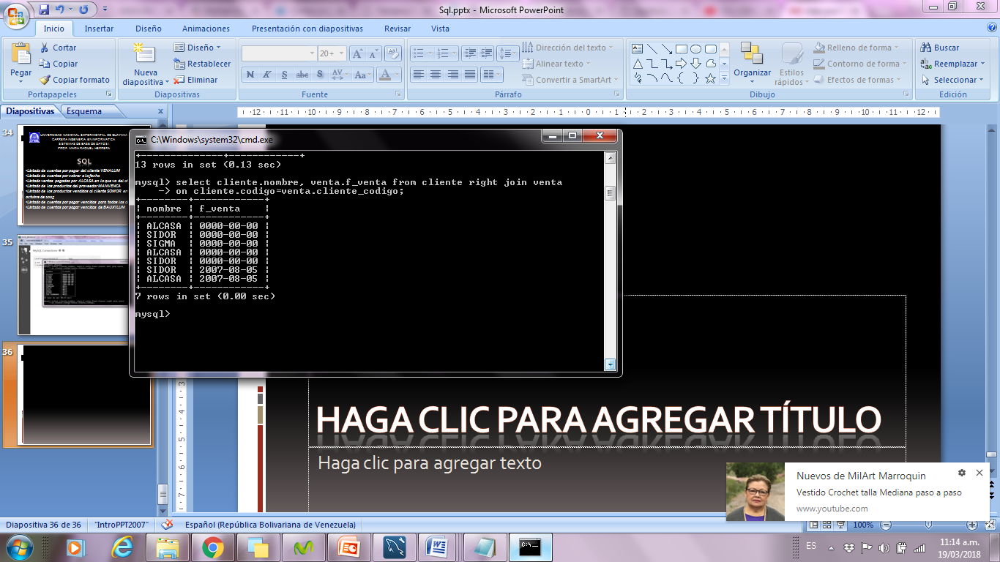 Sql.pptx - Microsoft PowerPoint
Inicio Insertar Diseño Animaciones Presentación con diapositivas Revisar Vista
Pegar
Cortar
Copiar
Copiar formato
Portapapeles
Nueva diapositiva
Diseño
Restablecer
Eliminar
Diapositivas
20+
N K S abc S AV Aa A
Fuente
Dirección del texto
Alinear texto
Convertir a SmartArt
Párrafo
Organizar
Estilos rápidos
Relleno de forma
Contorno de forma
Efectos de formas
Dibujo
Buscar
Reemplazar
Seleccionar
Edición
Diapositivas Esquema
12 11 10 9 8 7 6 5 4 3 2 1 0 1 2 3 4 5 6 7 8 9 10 11 12
34
UNIVERSIDAD NACIONAL EXPERIMENTAL DE GUAYANA
CARRERA INGENIERIA EN INFORMATICA
SISTEMAS DE BASE DE DATOS I
PROF. MARIA RAQUEL HERRERA
SQL
•Listado de cuentas por pagar del cliente VENALUM
•Listado de cuentas por cobrar a la fecha
•Listado ventas pagadas por ALCASA en lo que va del
•Listado de los productos del proveedor MANVENCA
•Listado de los productos vendidos al cliente SOMOR en
octubre de 2005
•Listado de cuentas por pagar vencidas para todos los
•Listado de cuentas por pagar vencidas de BAUXILUM
35
36
C:\Windows\system32\cmd.exe
13 rows in set (0.13 sec)
mysql> select cliente.nombre, venta.f_venta from cliente right join venta
-> on cliente.codigo=venta.cliente_codigo;
| nombre | f_venta |
| ALCASA | 0000-00-00 |
| SIDOR | 0000-00-00 |
| SIGMA | 0000-00-00 |
| ALCASA | 0000-00-00 |
| SIDOR | 0000-00-00 |
| SIDOR | 2007-08-05 |
| ALCASA | 2007-08-05 |
7 rows in set (0.00 sec)
mysql>
3 4 5 6 7
HAGA CLIC PARA AGREGAR TÍTULO
Haga clic para agregar texto
Nuevos de MilArt Marroquin
Vestido Crochet talla Mediana paso a paso
www.youtube.com
Diapositiva 36 de 36 "IntroPPT2007" Español (República Bolivariana de Venezuela) 100%
ES
11:14 a.m.
19/03/2018